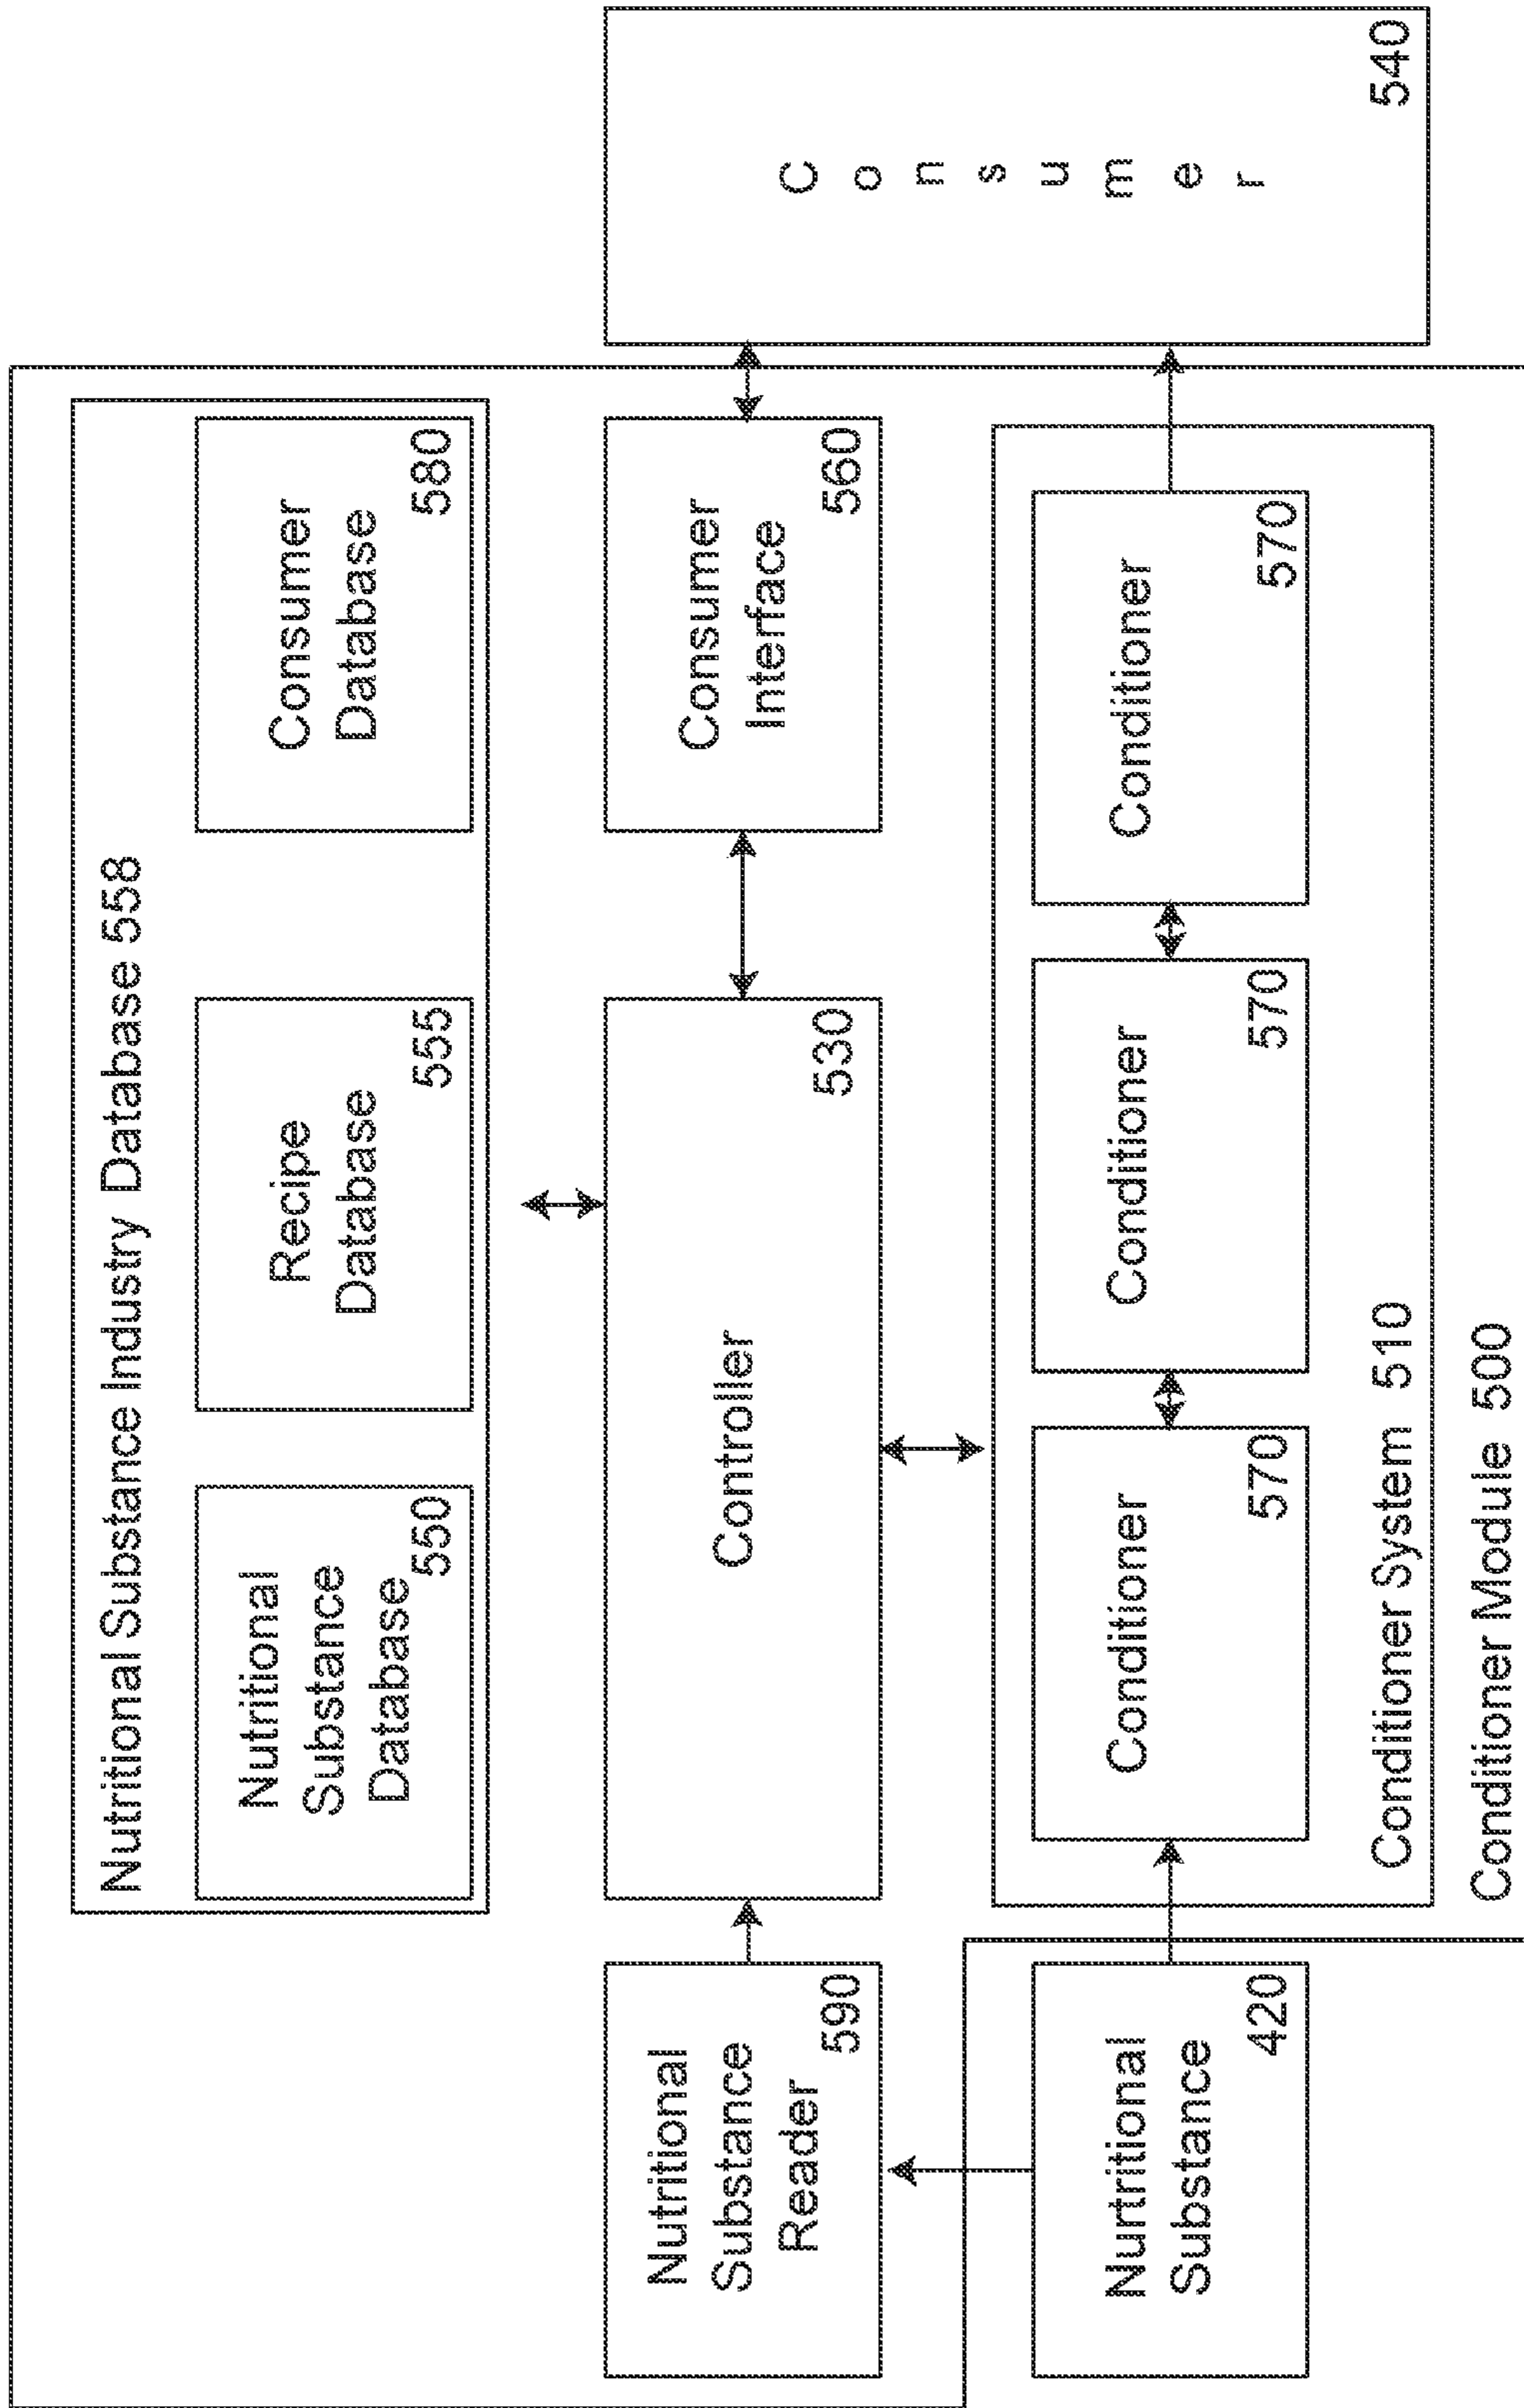 Nutritional Substance Industry Database 558
Nutritional
Substance
Database
550
Recipe
Database
555
Consumer
Database
580
Nutritional
Substance
Reader
590
Controller
530
Consumer
Interface
560
Consumer
540
Nurtritional
Substance
420
Conditioner
570
Conditioner
570
Conditioner
570
Conditioner System 510
Conditioner Module 500